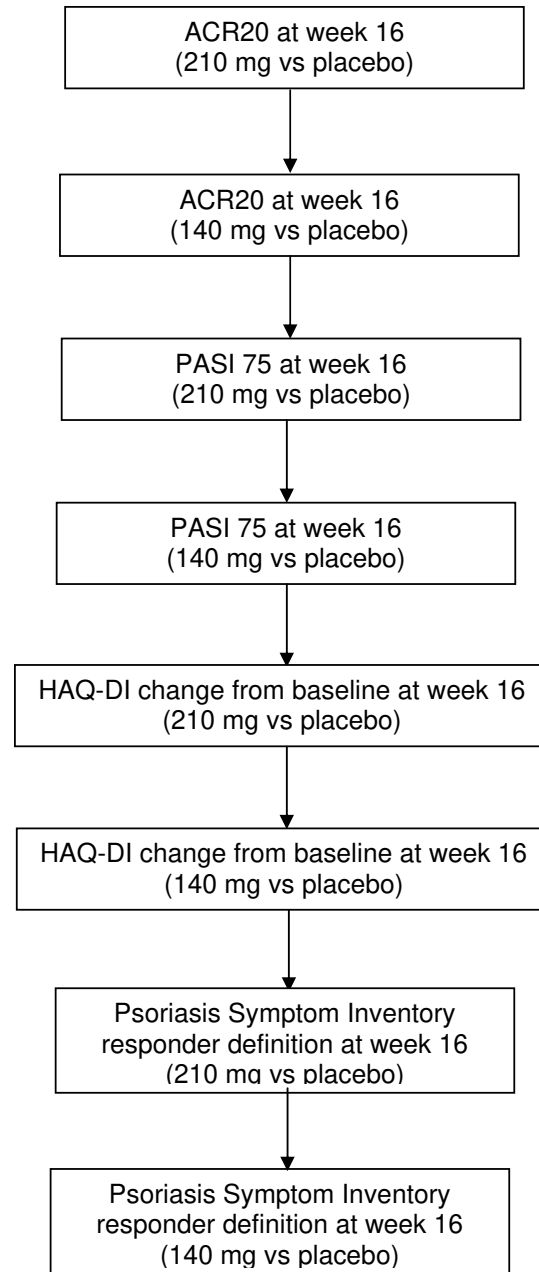 ACR20 at week 16
(210 mg vs placebo)
ACR20 at week 16
(140 mg vs placebo)
PASI 75 at week 16
(210 mg vs placebo)
PASI 75 at week 16
(140 mg vs placebo)
HAQ-DI change from baseline at week 16
(210 mg vs placebo)
HAQ-DI change from baseline at week 16
(140 mg vs placebo)
Psoriasis Symptom Inventory
responder definition at week 16
(210 mg vs placebo)
Psoriasis Symptom Inventory
responder definition at week 16
(140 mg vs placebo)